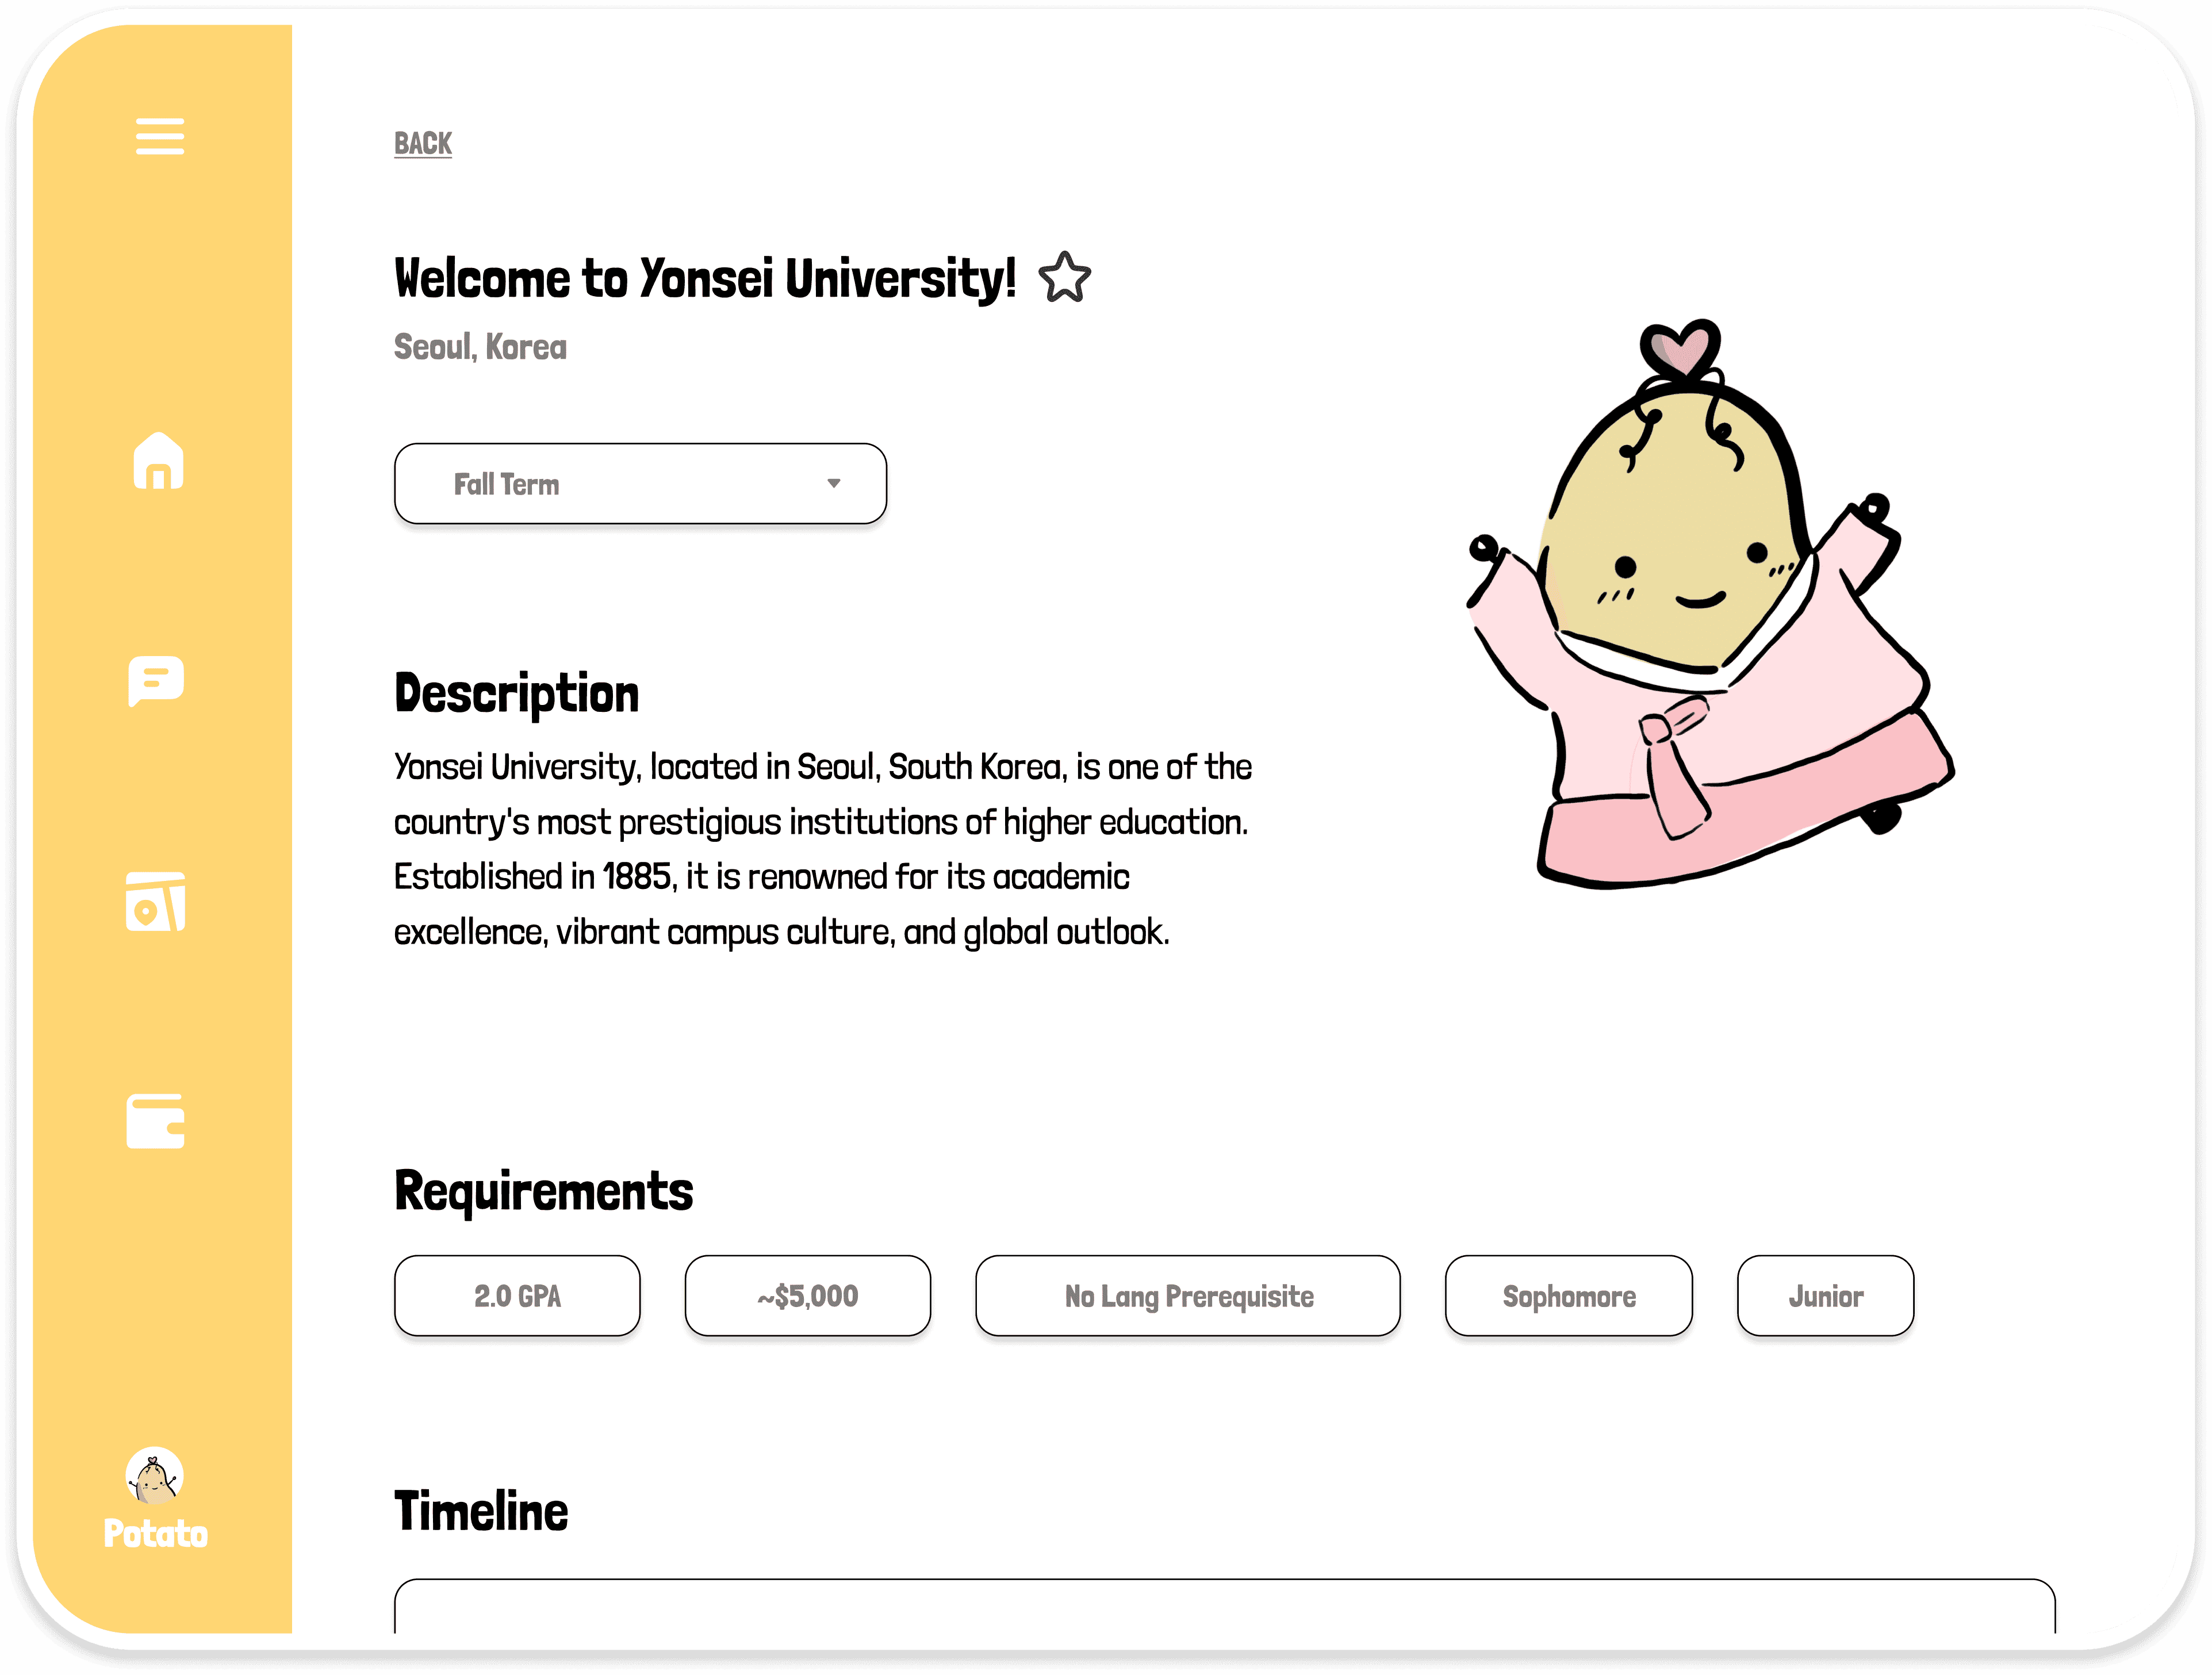 BACK
Welcome to Yonsei University!
Seoul, Korea
Fall Term
Description
Yonsei University, located in Seoul, South Korea, is one of the
country's most prestigious institutions of higher education.
Established in 1885, it is renowned for its academic
excellence, vibrant campus culture, and global outlook.
Requirements
2.0 GPA
~$5,000
No Lang Prerequisite
Sophomore
Junior
Timeline
Potato